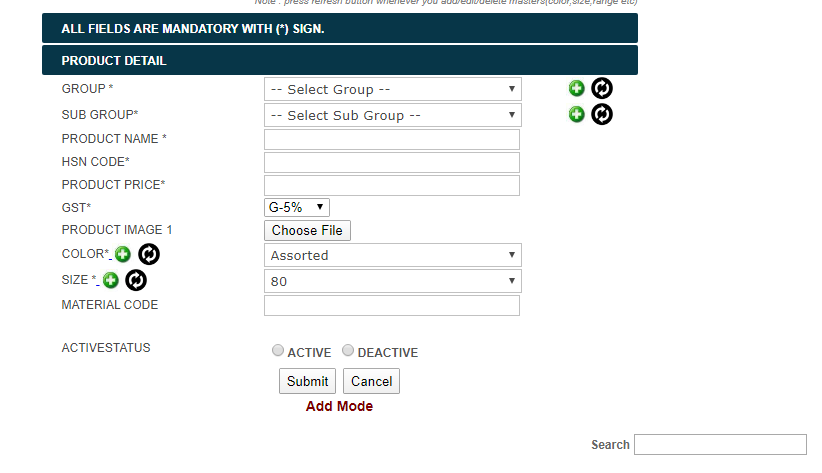 Note : press refresh button whenever you add/edit/delete masters(color,size,range etc)
ALL FIELDS ARE MANDATORY WITH (*) SIGN.
PRODUCT DETAIL
GROUP * -- Select Group --
SUB GROUP* -- Select Sub Group --
PRODUCT NAME *
HSN CODE*
PRODUCT PRICE*
GST* G-5%
PRODUCT IMAGE 1 Choose File
COLOR* Assorted
SIZE * 80
MATERIAL CODE
ACTIVESTATUS ACTIVE DEACTIVE
Submit Cancel
Add Mode
Search